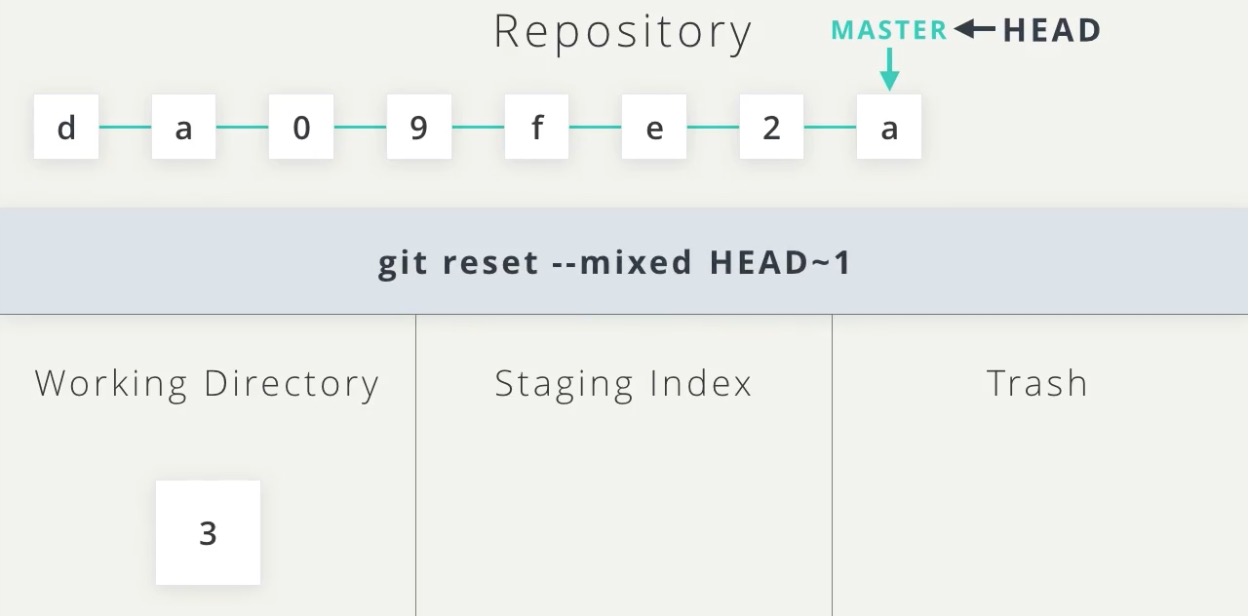 Repository
MASTER HEAD
d a 0 9 f e 2 a
git reset --mixed HEAD~1
Working Directory
Staging Index
Trash
3